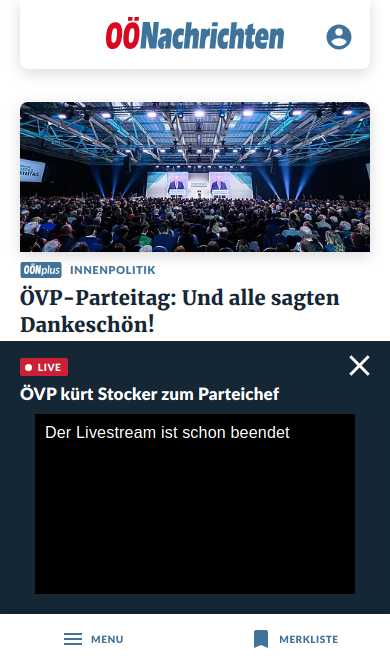 OÖNachrichten
OÖNplus INNENPOLITIK
ÖVP-Parteitag: Und alle sagten
Dankeschön!
LIVE
ÖVP kürt Stocker zum Parteichef
Der Livestream ist schon beendet
MENU
MERKLISTE